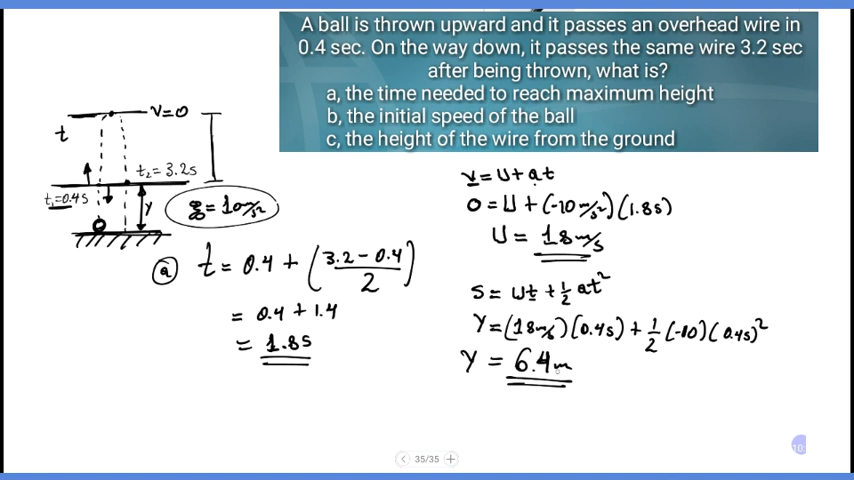 A ball is thrown upward and it passes an overhead wire in
0.4 sec. On the way down, it passes the same wire 3.2 sec
after being thrown, what is?
a, the time needed to reach maximum height
b, the initial speed of the ball
c, the height of the wire from the ground
v=0
t
t₂ = 3.2s
t₁=0.4s
y
g = 10m/s²
ⓐ t = 0.4 + (3.2 - 0.4 / 2)
= 0.4 + 1.4
= 1.8s
v = u + at
0 = u + (-10m/s²)(1.8s)
u = 18m/s
s = ut + 1/2 at²
y = (18m/s)(0.4s) + 1/2 (-10)(0.4s)²
y = 6.4m
10
35/35